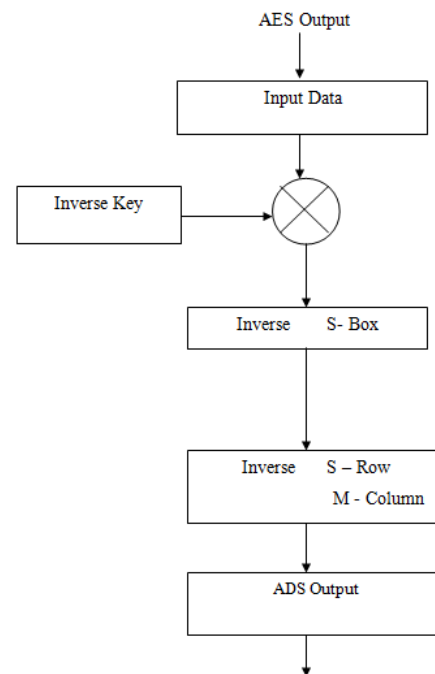 AES Output
Input Data
Inverse Key
Inverse S- Box
Inverse S – Row
M - Column
ADS Output